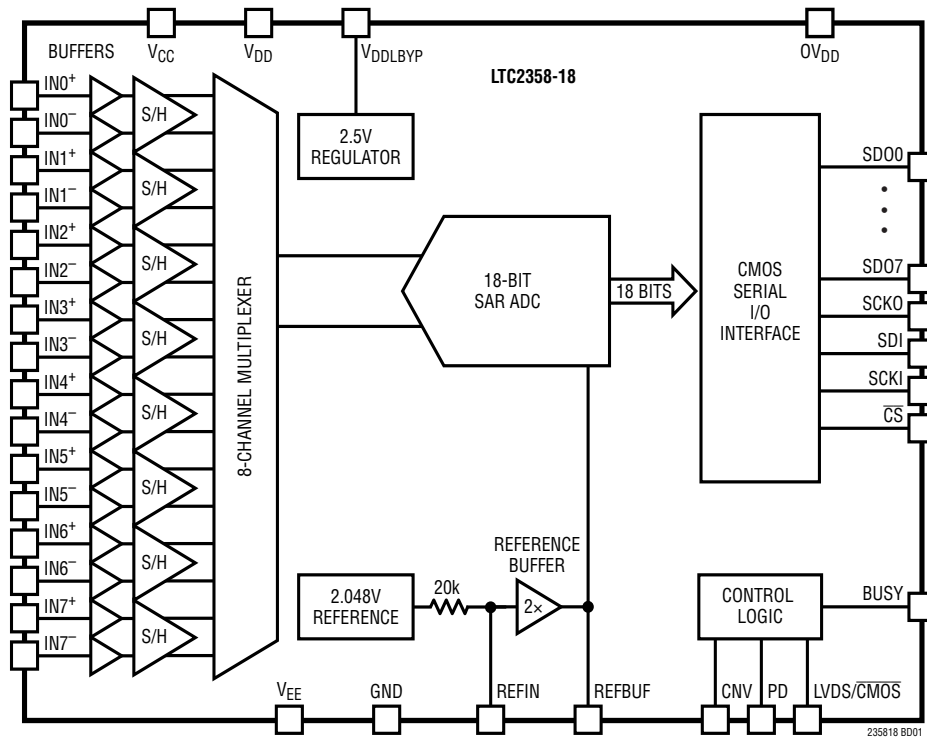 BUFFERS
VCC
VDD
VDDLBYP
OVDD
LTC2358-18
IN0+
IN0−
IN1+
IN1−
IN2+
IN2−
IN3+
IN3−
IN4+
IN4−
IN5+
IN5−
IN6+
IN6−
IN7+
IN7−
S/H
S/H
S/H
S/H
S/H
S/H
S/H
S/H
8-CHANNEL MULTIPLEXER
2.5V
REGULATOR
18-BIT
SAR ADC
18 BITS
CMOS
SERIAL
I/O
INTERFACE
SDO0
SDO7
SCKO
SDI
SCKI
CS
2.048V
REFERENCE
20k
REFERENCE
BUFFER
2×
CONTROL
LOGIC
BUSY
VEE
GND
REFIN
REFBUF
CNV
PD
LVDS/CMOS
235818 BD01